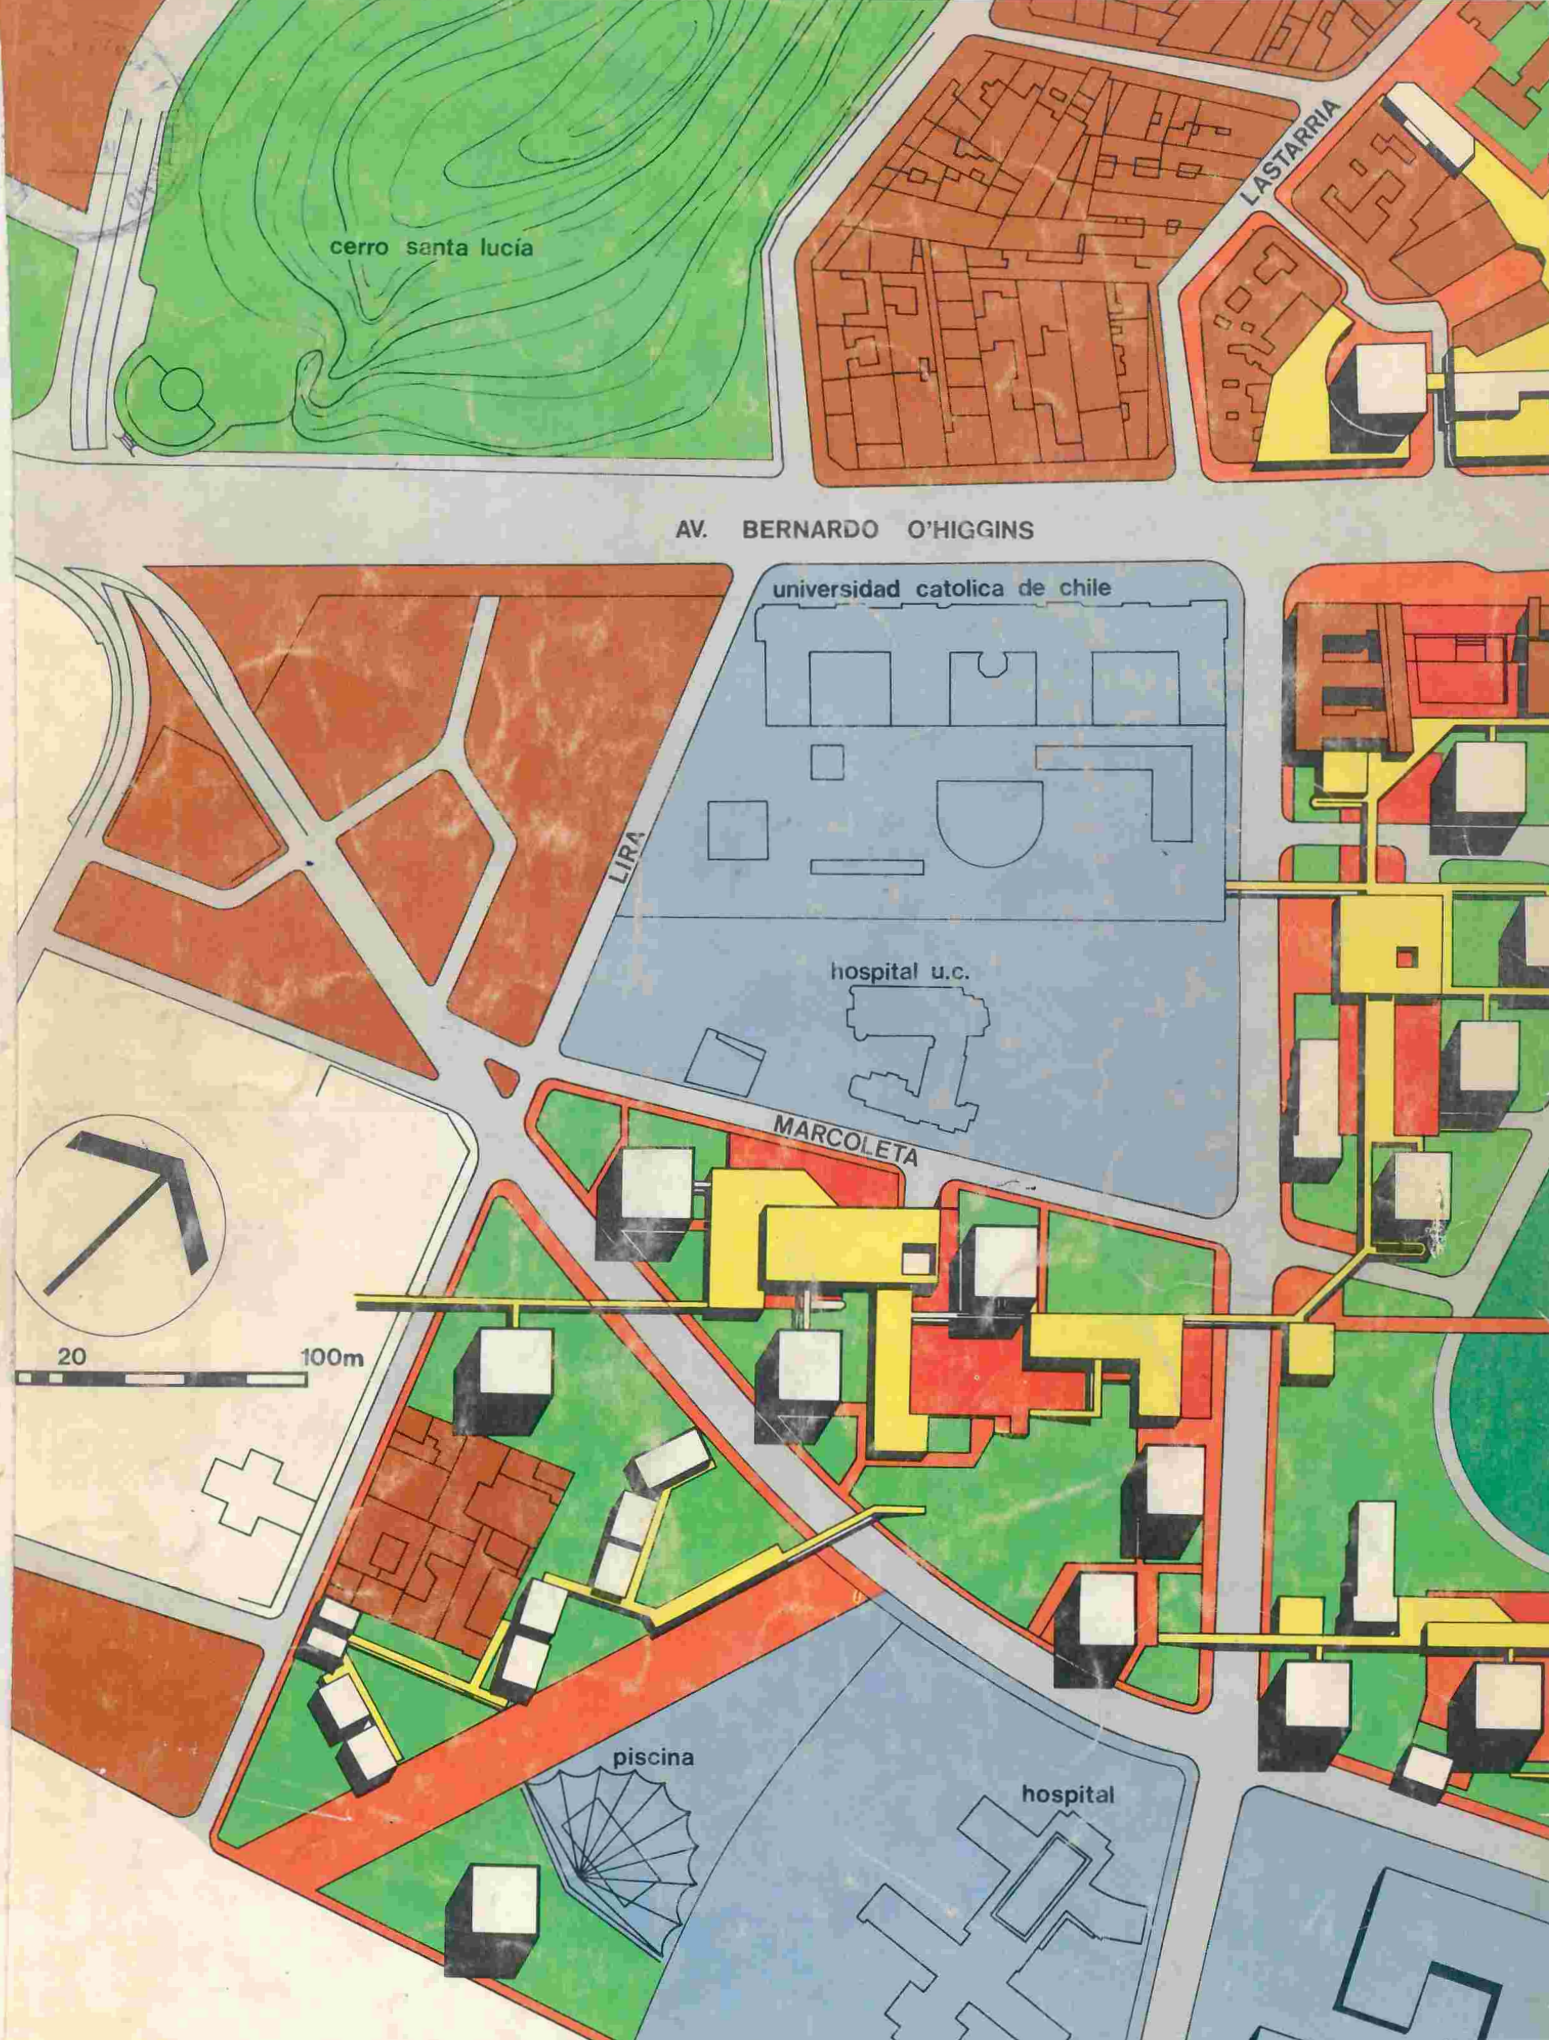 LASTARRIA
cerro santa lucía
AV. BERNARDO O'HIGGINS
universidad catolica de chile
LIRA
hospital u.c.
MARCOLETA
20 100m
piscina
hospital